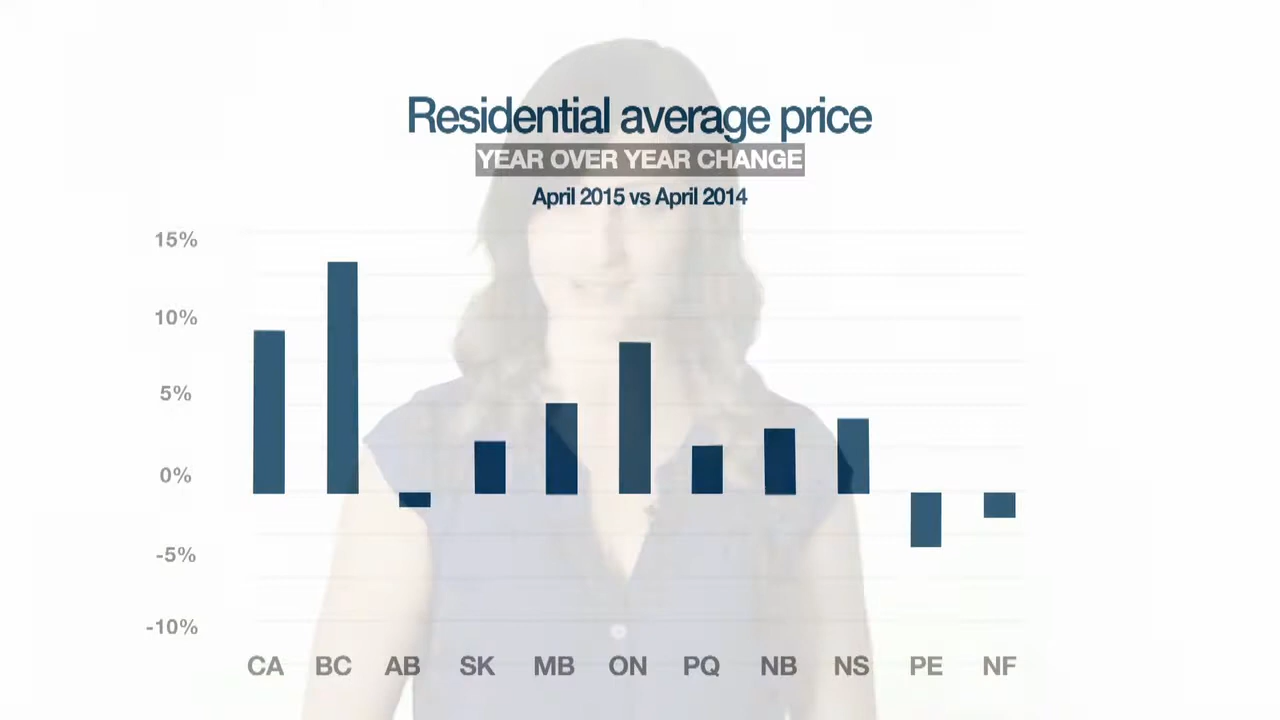 Residential average price
YEAR OVER YEAR CHANGE
April 2015 vs April 2014
15%
10%
5%
0%
-5%
-10%
CA BC AB SK MB ON PQ NB NS PE NF